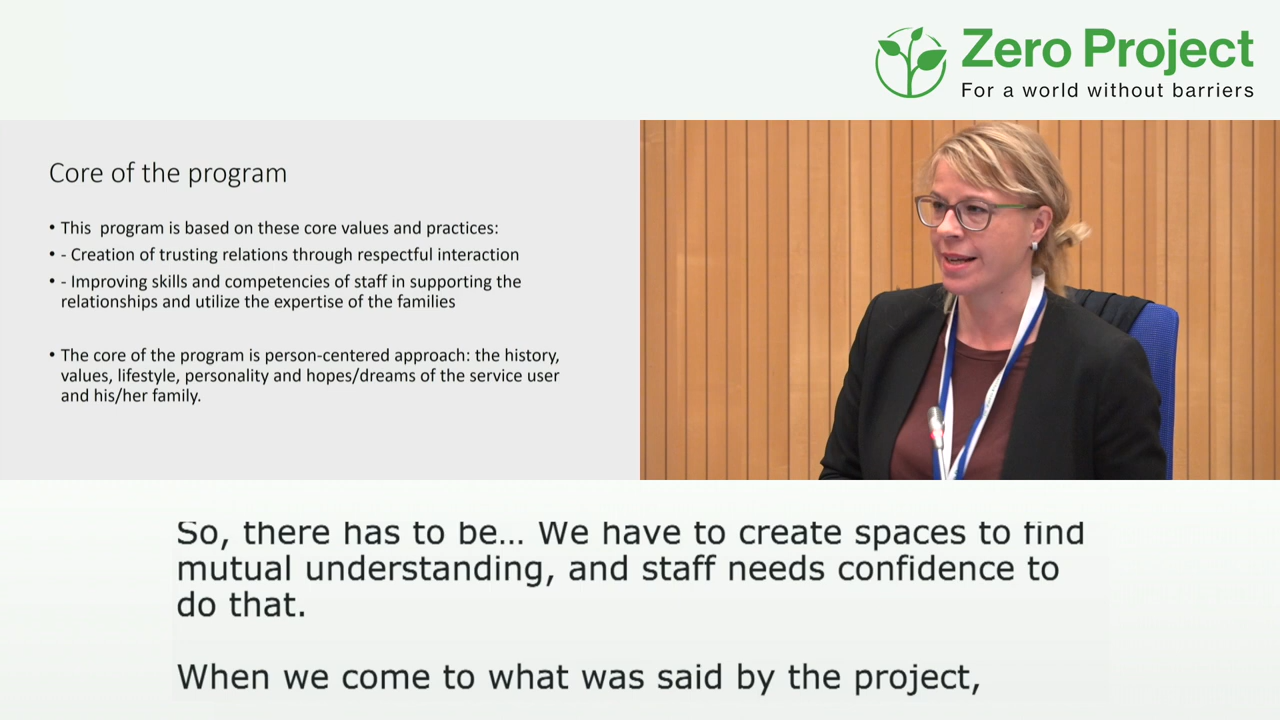 Zero Project
For a world without barriers
Core of the program
• This  program is based on these core values and practices:
• - Creation of trusting relations through respectful interaction
• - Improving skills and competencies of staff in supporting the
relationships and utilize the expertise of the families
• The core of the program is person-centered approach: the history,
values, lifestyle, personality and hopes/dreams of the service user
and his/her family.
So, there has to be... We have to create spaces to find
mutual understanding, and staff needs confidence to
do that.
When we come to what was said by the project,